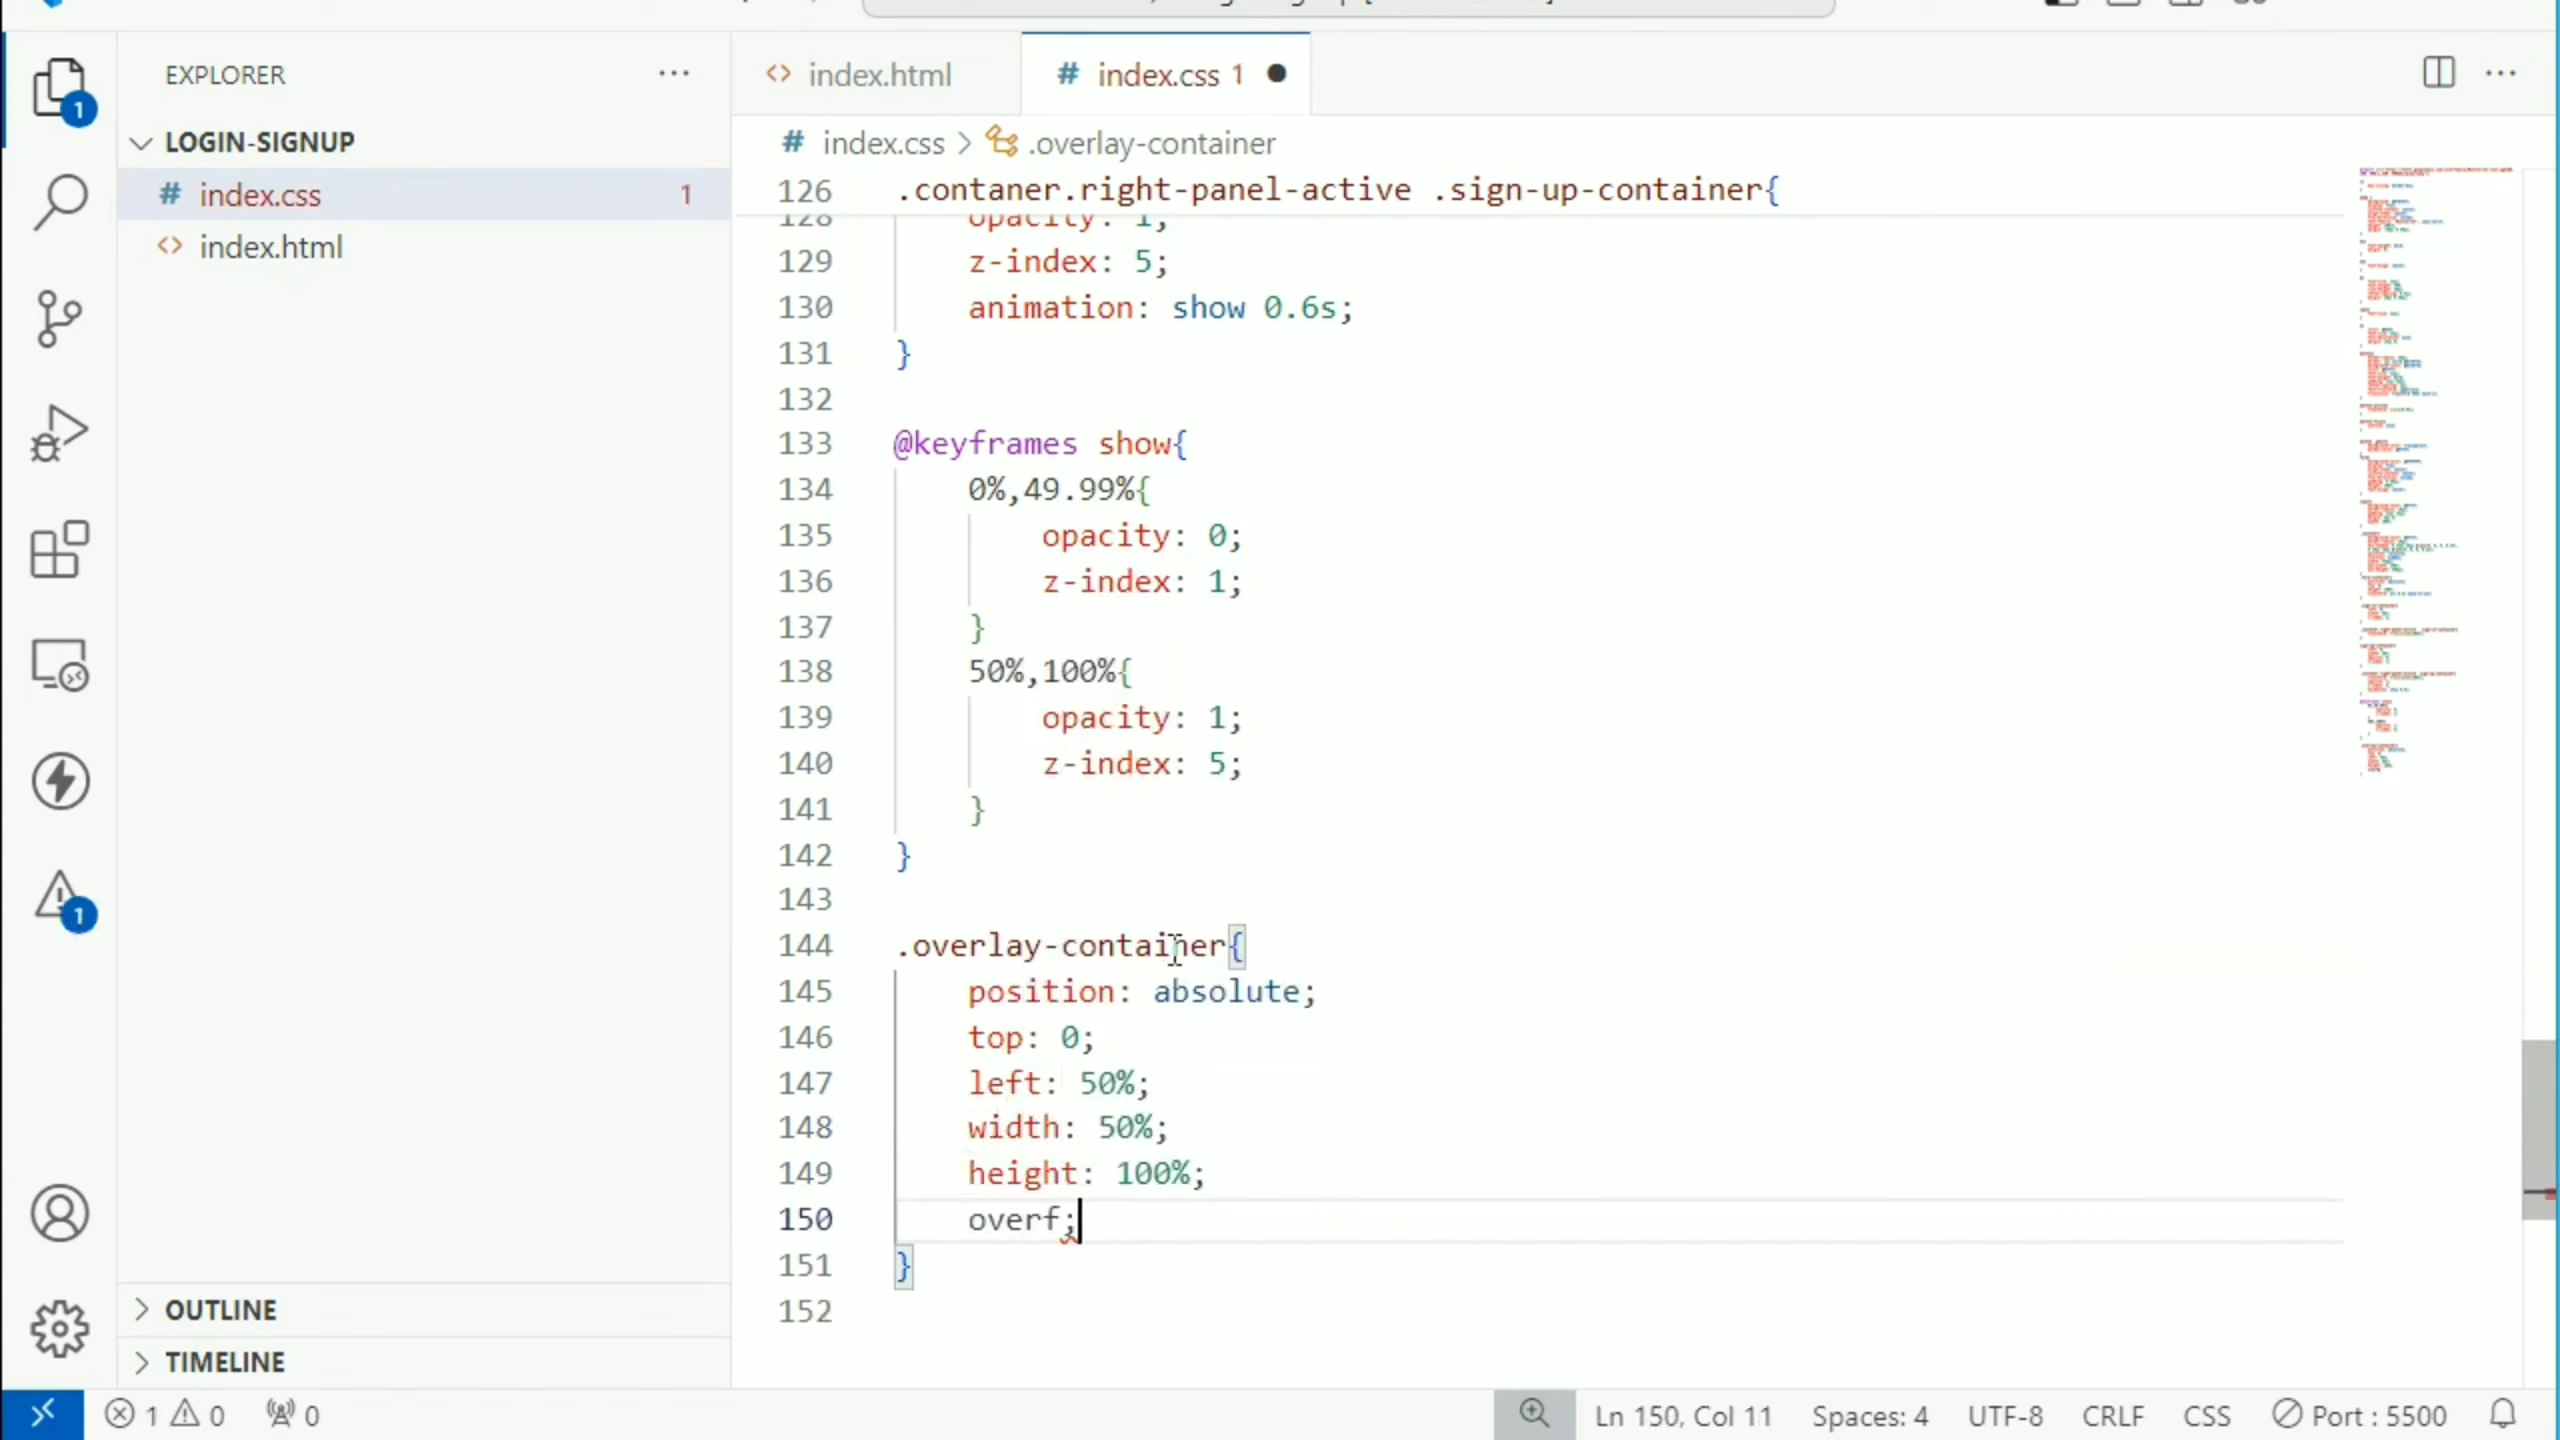 EXPLORER
LOGIN-SIGNUP
# index.css 1
<> index.html
OUTLINE
TIMELINE
<> index.html
# index.css 1
# index.css > .overlay-container
126 .contaner.right-panel-active .sign-up-container{
128 opacity: 1;
129 z-index: 5;
130 animation: show 0.6s;
131 }
132
133 @keyframes show{
134 0%,49.99%{
135 opacity: 0;
136 z-index: 1;
137 }
138 50%,100%{
139 opacity: 1;
140 z-index: 5;
141 }
142 }
143
144 .overlay-container{
145 position: absolute;
146 top: 0;
147 left: 50%;
148 width: 50%;
149 height: 100%;
150 overf;
151 }
152
1
1
1 0 0
Ln 150, Col 11 Spaces: 4 UTF-8 CRLF CSS Port : 5500